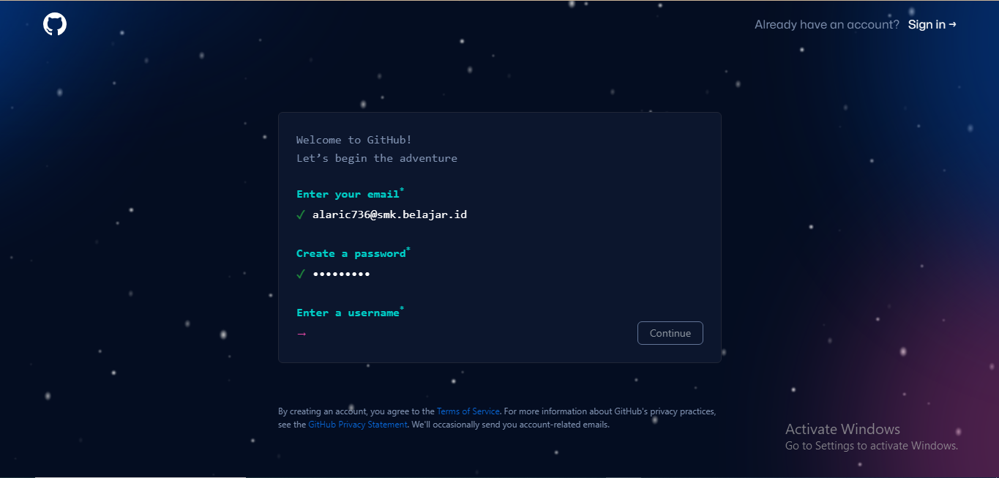 Already have an account? Sign in →
Welcome to GitHub!
Let’s begin the adventure
Enter your email*
✓ alaric736@smk.belajar.id
Create a password*
✓ •••••••••
Enter a username*
→
Continue
By creating an account, you agree to the Terms of Service. For more information about GitHub's privacy practices,
see the GitHub Privacy Statement. We'll occasionally send you account-related emails.
Activate Windows
Go to Settings to activate Windows.